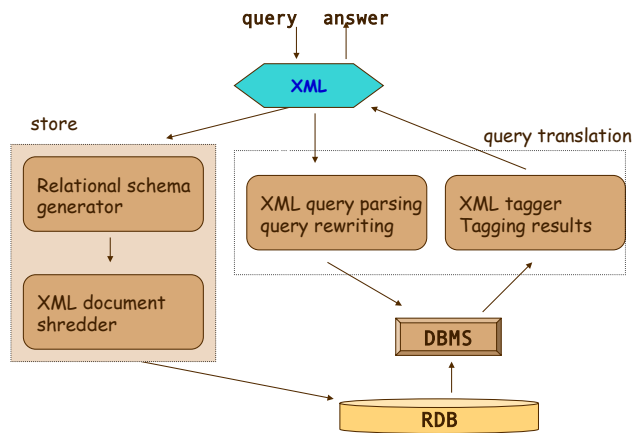 query answer
XML
store
query translation
Relational schema
generator
XML query parsing
query rewriting
XML tagger
Tagging results
XML document
shredder
DBMS
RDB